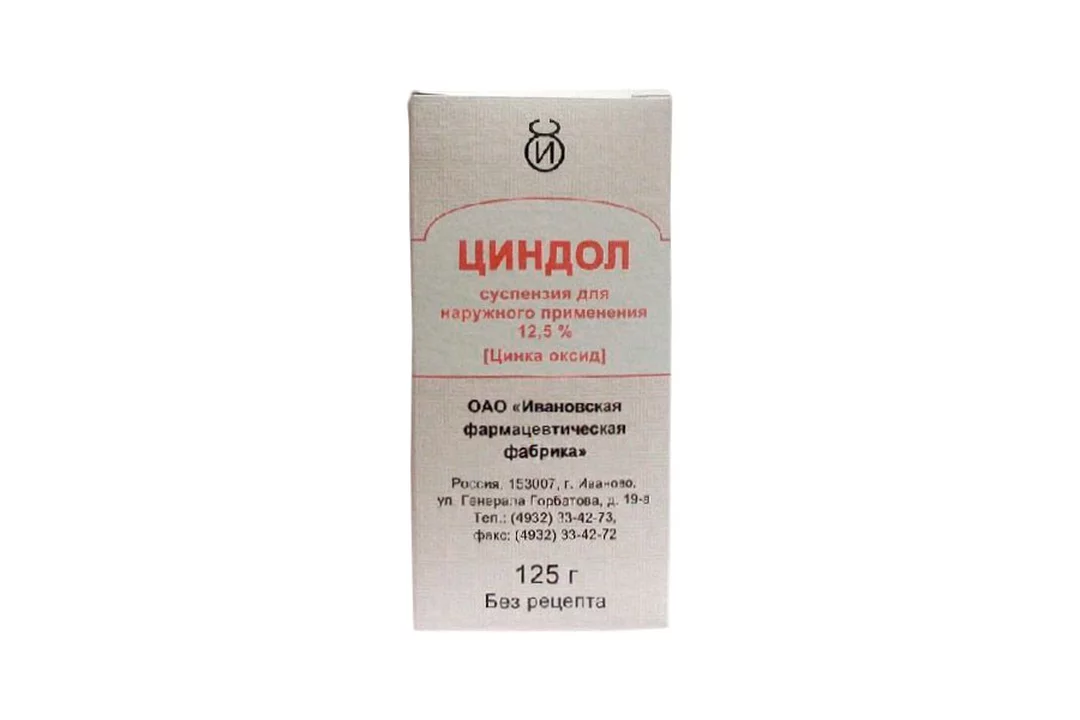 И
ЦИНДОЛ
суспензия для
наружного применения
12,5 %
[Цинка оксид]
ОАО «Ивановская
фармацевтическая
фабрика»
Россия, 153007, г. Иваново,
ул. Генерала Горбатова, д. 19-а
Тел.: (4932) 33-42-73,
факс: (4932) 33-42-72
125 г
Без рецепта